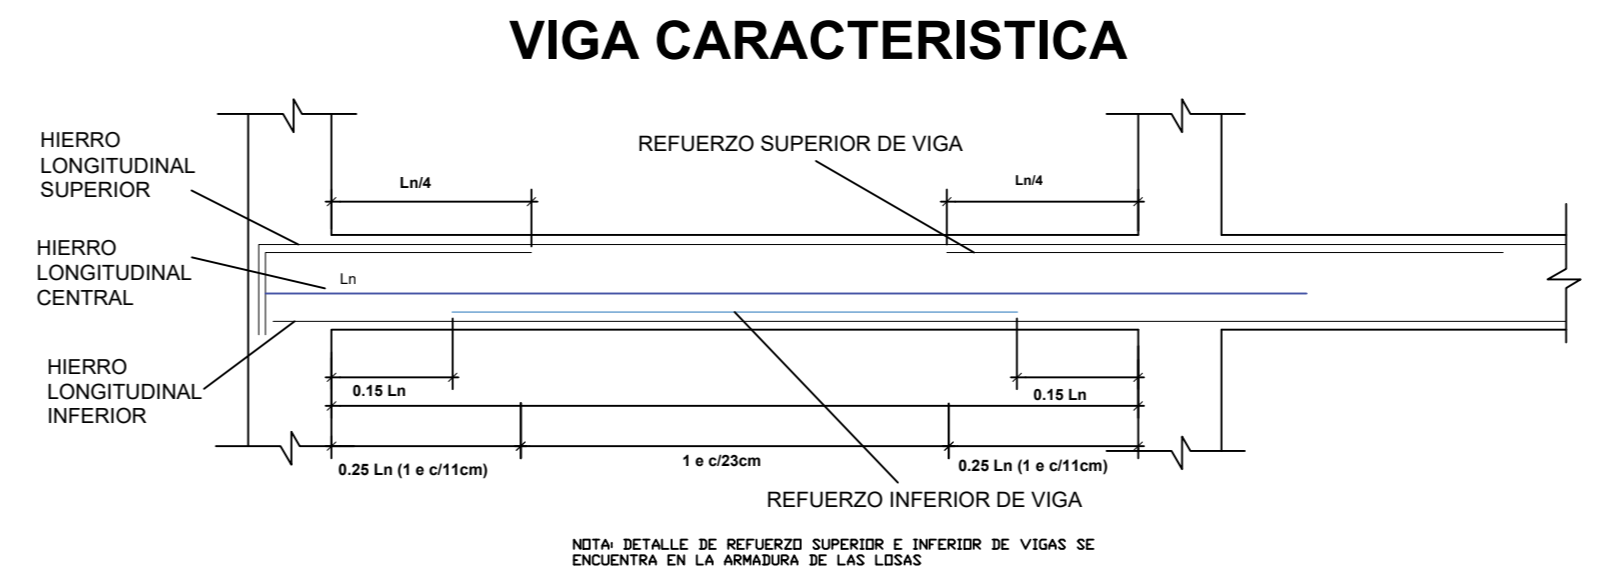 VIGA CARACTERISTICA
HIERRO
LONGITUDINAL
SUPERIOR
REFUERZO SUPERIOR DE VIGA
Ln/4
Ln/4
HIERRO
LONGITUDINAL
CENTRAL
Ln
HIERRO
LONGITUDINAL
INFERIOR
0.15 Ln
0.15 Ln
0.25 Ln (1 e c/11cm)
1 e c/23cm
0.25 Ln (1 e c/11cm)
REFUERZO INFERIOR DE VIGA
NOTA: DETALLE DE REFUERZO SUPERIOR E INFERIOR DE VIGAS SE
ENCUENTRA EN LA ARMADURA DE LAS LOSAS